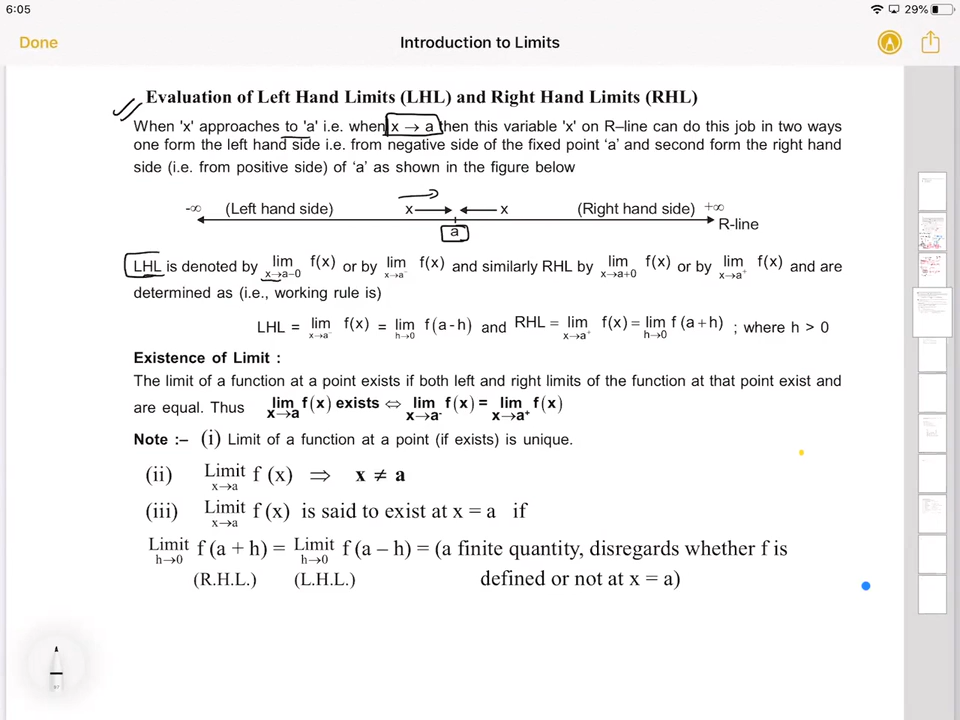 6:05
29%
Done
Introduction to Limits
Evaluation of Left Hand Limits (LHL) and Right Hand Limits (RHL)
When 'x' approaches to 'a' i.e. when x → a then this variable 'x' on R–line can do this job in two ways
one form the left hand side i.e. from negative side of the fixed point 'a' and second form the right hand
side (i.e. from positive side) of 'a' as shown in the figure below
-∞ (Left hand side) x x (Right hand side) +∞
a R-line
LHL is denoted by lim x→a−0 f(x) or by lim x→a⁻ f(x) and similarly RHL by lim x→a+0 f(x) or by lim x→a⁺ f(x) and are
determined as (i.e., working rule is)
LHL = lim x→a⁻ f(x) = lim h→0 f(a-h) and RHL = lim x→a⁺ f(x) = lim h→0 f (a+h) ; where h > 0
Existence of Limit :
The limit of a function at a point exists if both left and right limits of the function at that point exist and
are equal. Thus lim x→a f(x) exists ⇔ lim x→a⁻ f(x) = lim x→a⁺ f(x)
Note :– (i) Limit of a function at a point (if exists) is unique.
(ii) Limit x→a f (x) ⇒ x ≠ a
(iii) Limit x→a f (x) is said to exist at x = a if
Limit h→0 f (a + h) = Limit h→0 f (a – h) = (a finite quantity, disregards whether f is
(R.H.L.) (L.H.L.) defined or not at x = a)